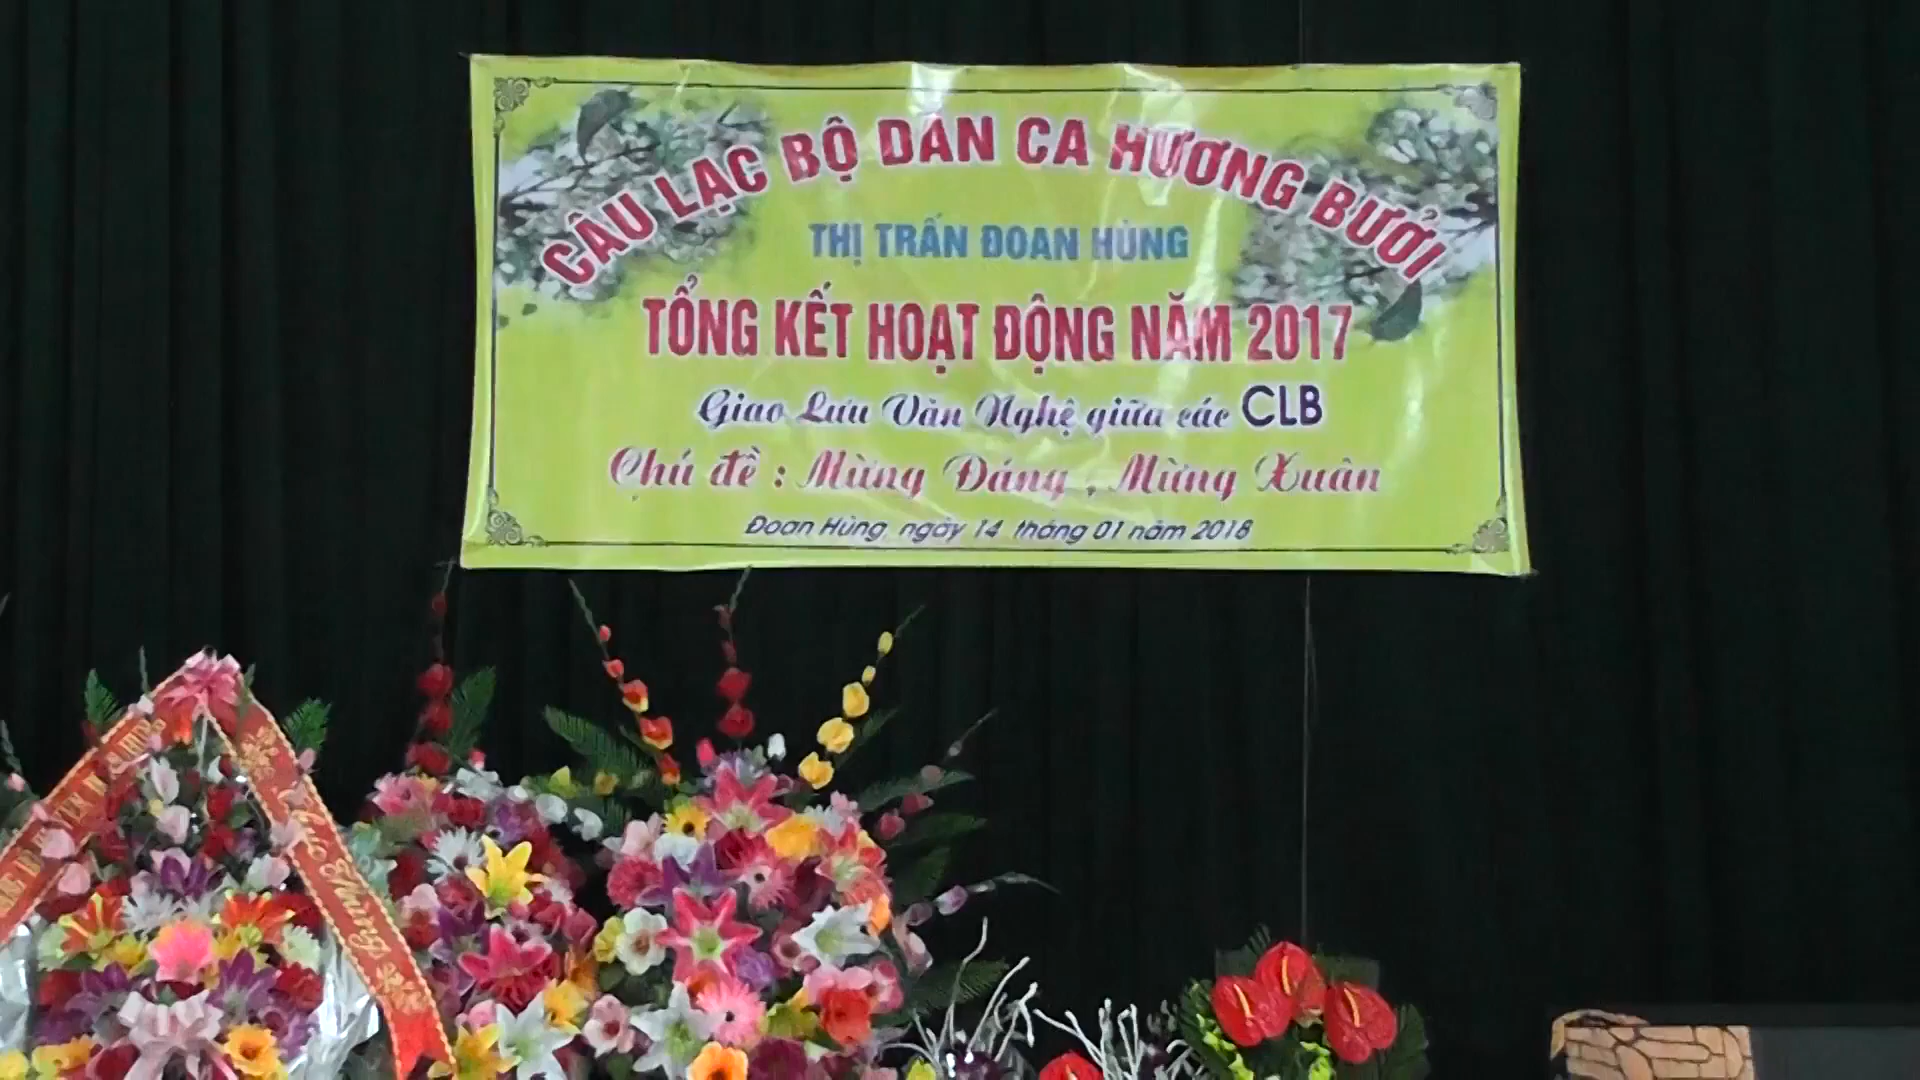 CÂU LẠC BỘ DÂN CA HƯƠNG BƯỞI
THỊ TRẤN ĐOAN HÙNG
TỔNG KẾT HOẠT ĐỘNG NĂM 2017
Giao Lưu Văn Nghệ giữa các CLB
Chủ đề : Mừng Đảng , Mừng Xuân
Đoan Hùng, ngày 14 tháng 01 năm 2018